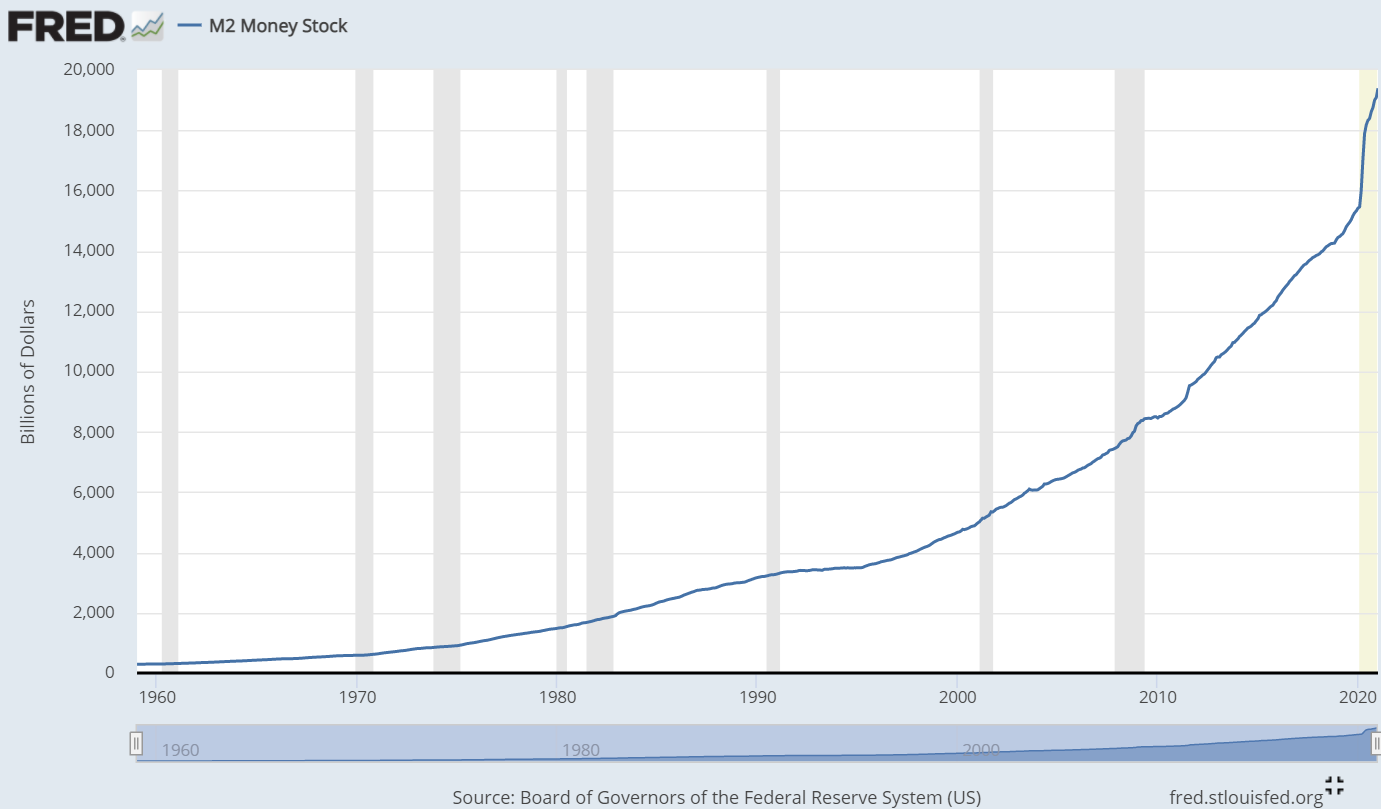 FRED M2 Money Stock
20,000
18,000
16,000
14,000
12,000
10,000
8,000
6,000
4,000
2,000
0
Billions of Dollars
1960 1970 1980 1990 2000 2010 2020
1960 1980 2000
Source: Board of Governors of the Federal Reserve System (US) fred.stlouisfed.org